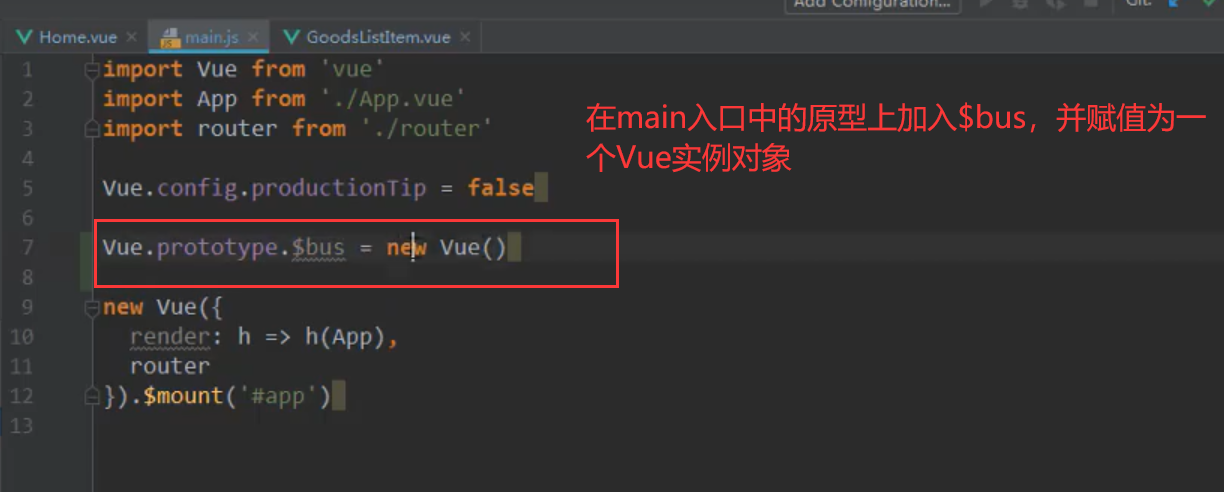 Add Configuration...
Git:
Home.vue
main.js
GoodsListItem.vue
1 import Vue from 'vue'
2 import App from './App.vue'
3 import router from './router'
4
5 Vue.config.productionTip = false
6
7 Vue.prototype.$bus = new Vue()
8
9 new Vue({
10 render: h => h(App),
11 router
12 }).$mount('#app')
13
在main入口中的原型上加入$bus，并赋值为一
个Vue实例对象